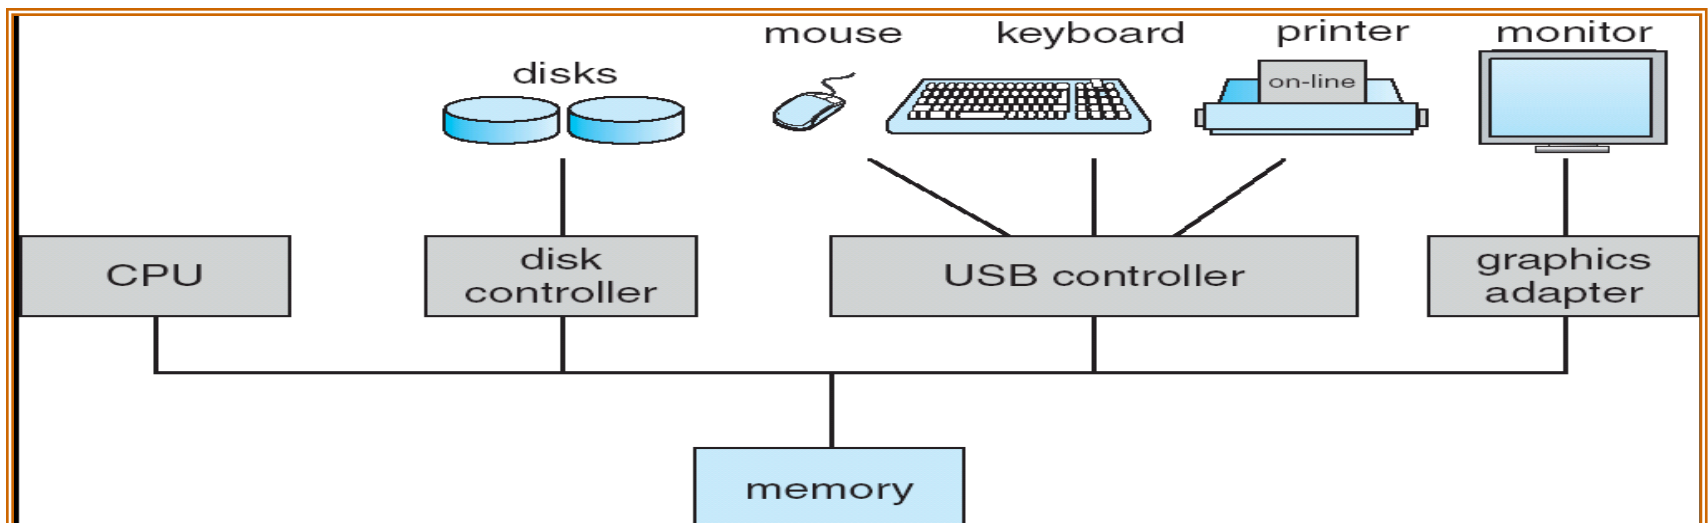 mouse
keyboard
printer
monitor
disks
on-line
CPU
disk
controller
USB controller
graphics
adapter
memory